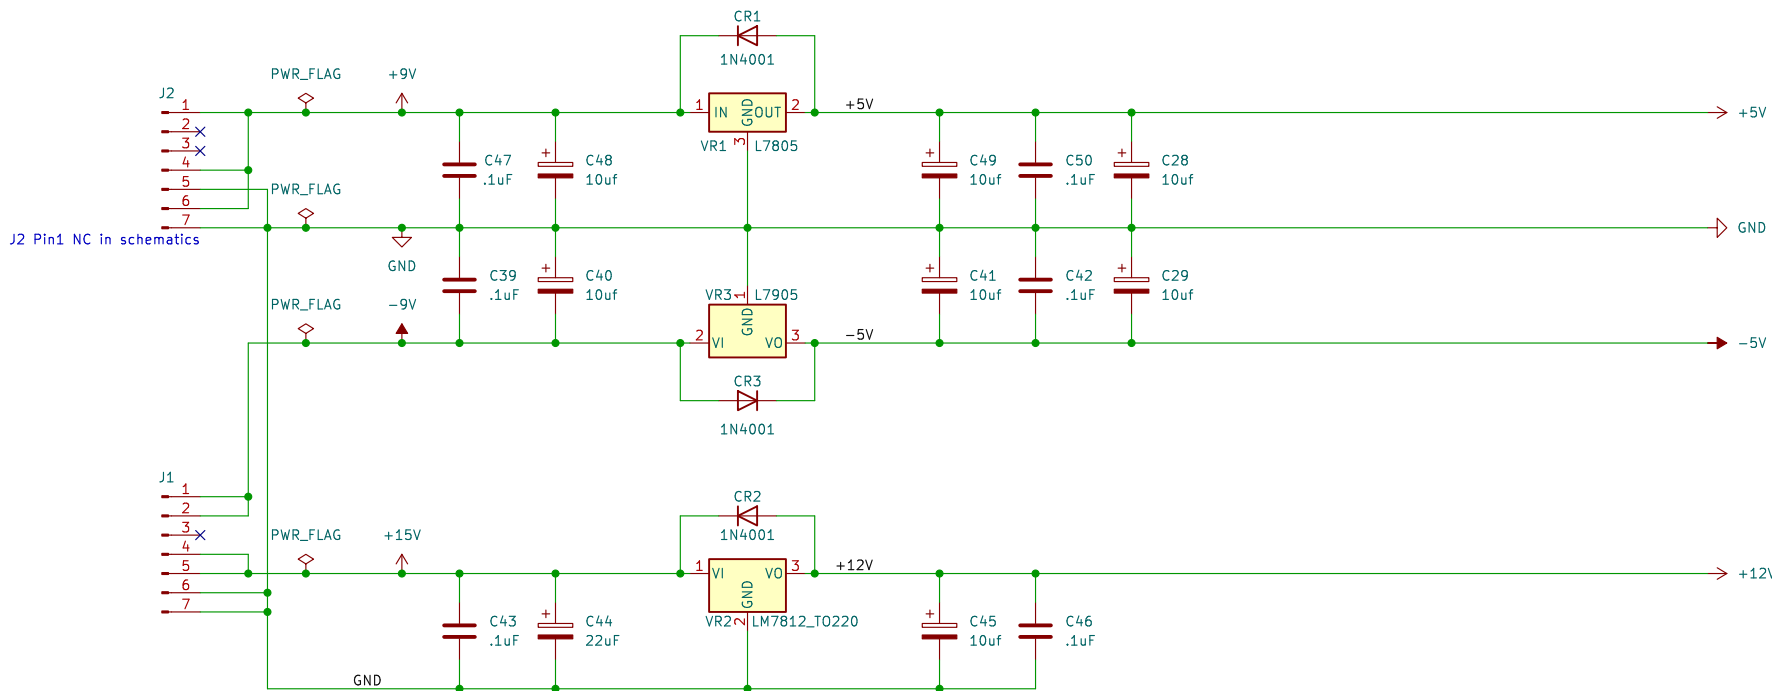 CR1
1N4001
PWR_FLAG
+9V
J2
1
2
3
4
5
6
7
IN
GND
OUT
1
2
3
VR1
L7805
+5V
+5V
C47
.1uF
C48
10uf
C49
10uf
C50
.1uF
C28
10uf
PWR_FLAG
J2 Pin1 NC in schematics
GND
GND
C39
.1uF
C40
10uf
C41
10uf
C42
.1uF
C29
10uf
PWR_FLAG
-9V
VR3
L7905
1
GND
2
VI
VO
3
-5V
-5V
CR3
1N4001
J1
1
2
3
4
5
6
7
CR2
1N4001
PWR_FLAG
+15V
1
VI
VO
3
GND
2
+12V
+12V
VR2
LM7812_TO220
C43
.1uF
C44
22uF
C45
10uf
C46
.1uF
GND